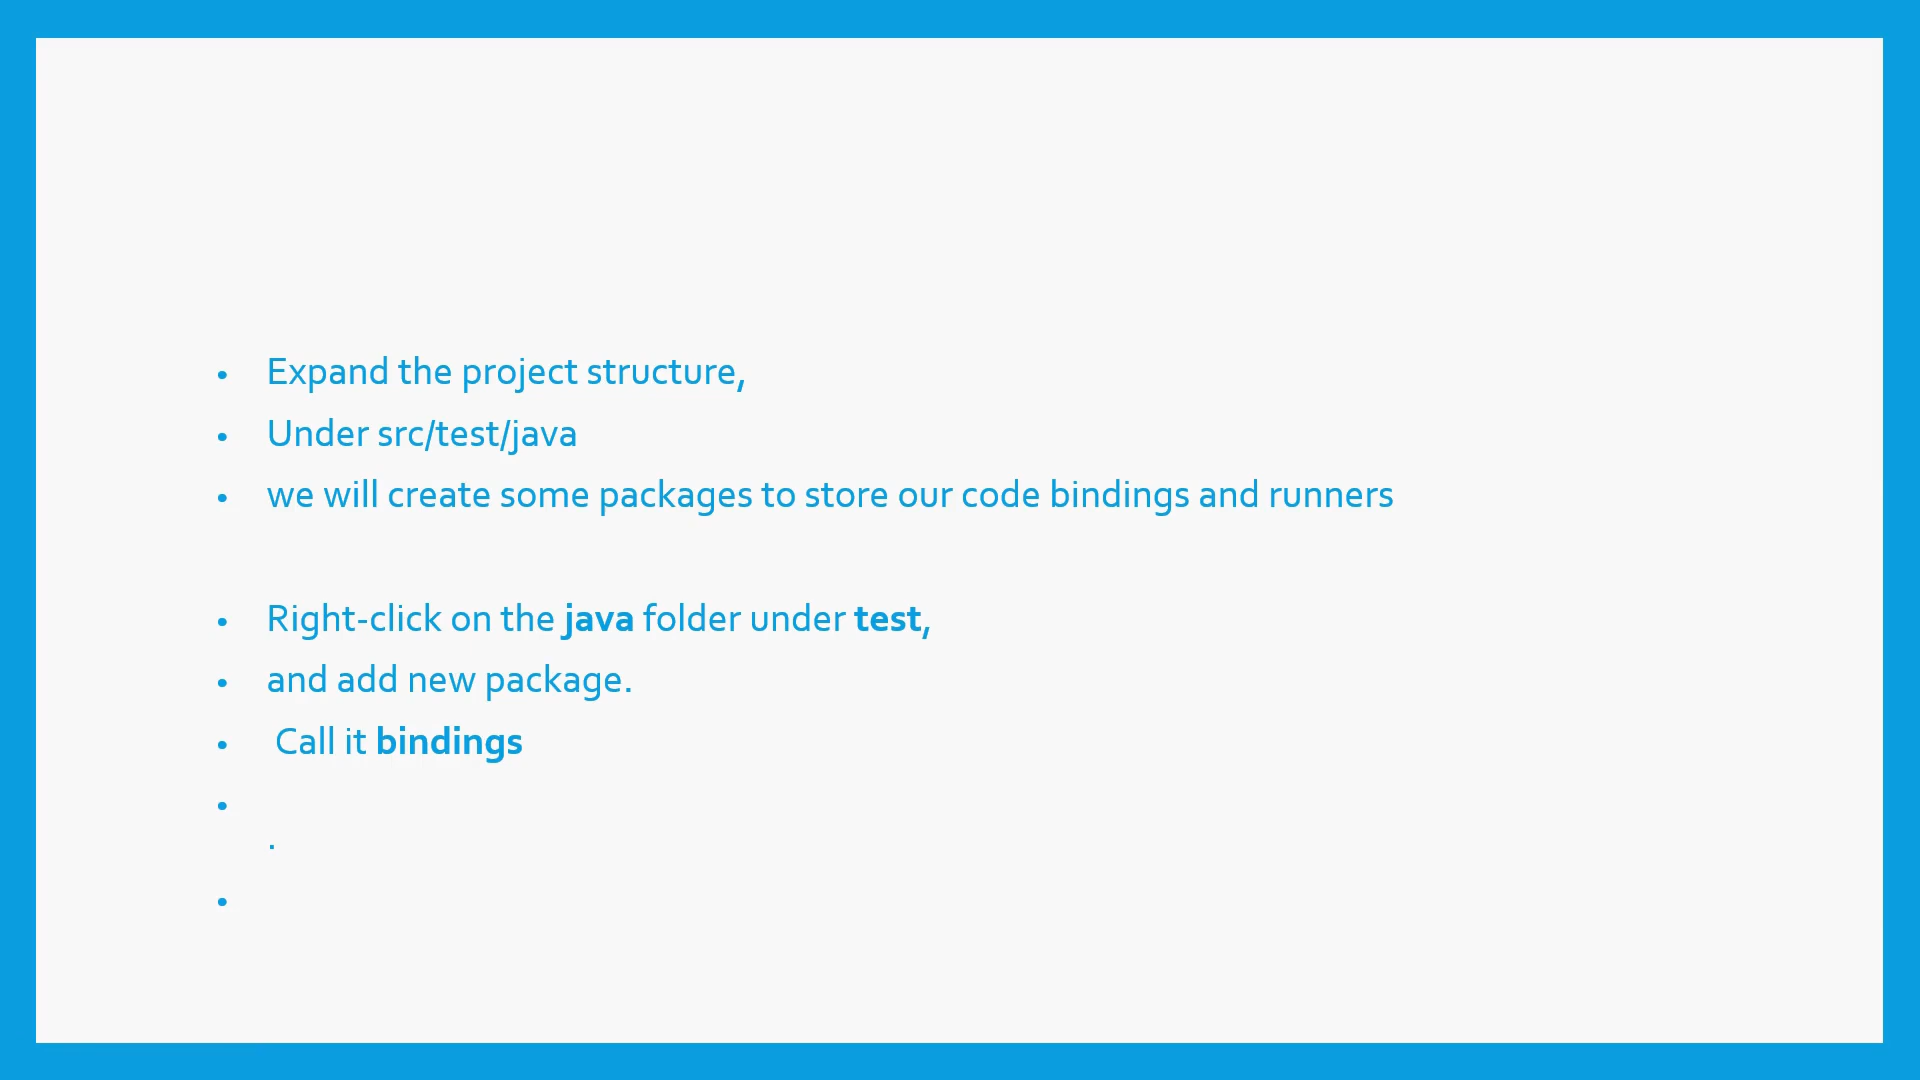 • Expand the project structure,
• Under src/test/java
• we will create some packages to store our code bindings and runners
• Right-click on the java folder under test,
• and add new package.
• Call it bindings
•
.
•